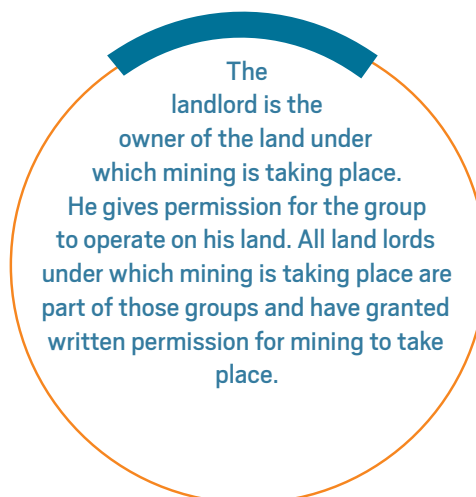 The
landlord is the
owner of the land under
which mining is taking place.
He gives permission for the group
to operate on his land. All land lords
under which mining is taking place are
part of those groups and have granted
written permission for mining to take
place.